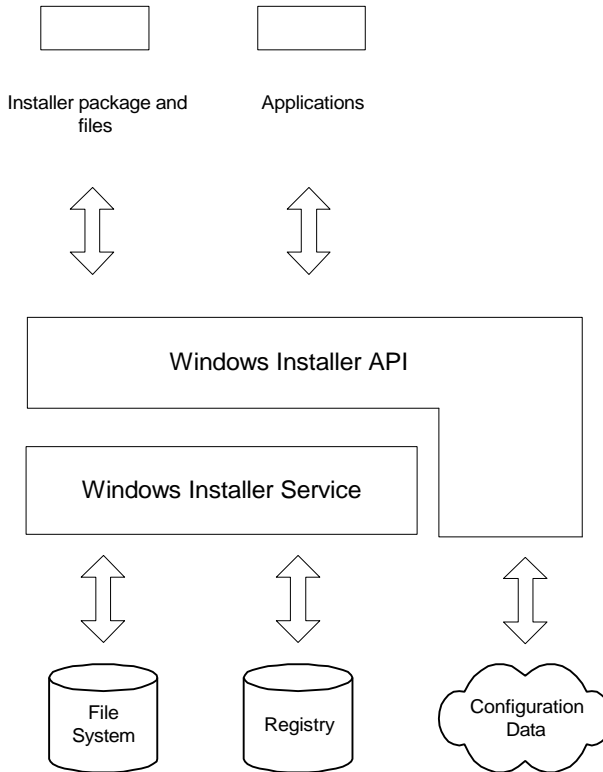 Installer package and
files
Applications
Windows Installer API
Windows Installer Service
File
System
Registry
Configuration
Data